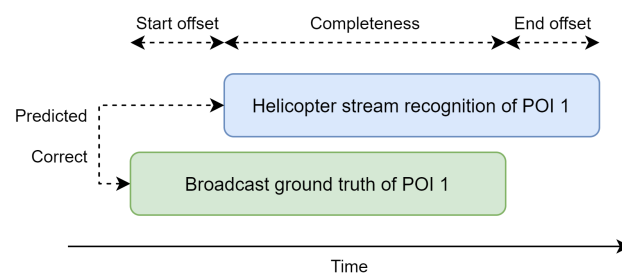 Start offset
Completeness
End offset
Predicted
Helicopter stream recognition of POI 1
Correct
Broadcast ground truth of POI 1
Time